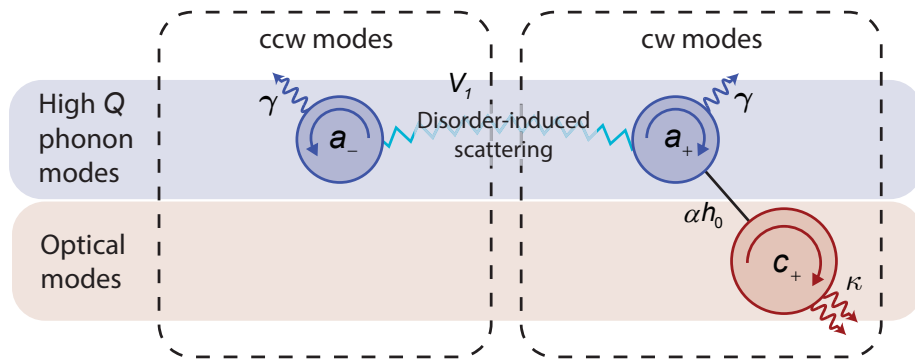 ccw modes
cw modes
High Q
phonon
modes
γ
V₁
γ
Disorder-induced
scattering
a₋
a₊
αh₀
Optical
modes
c₊
κ